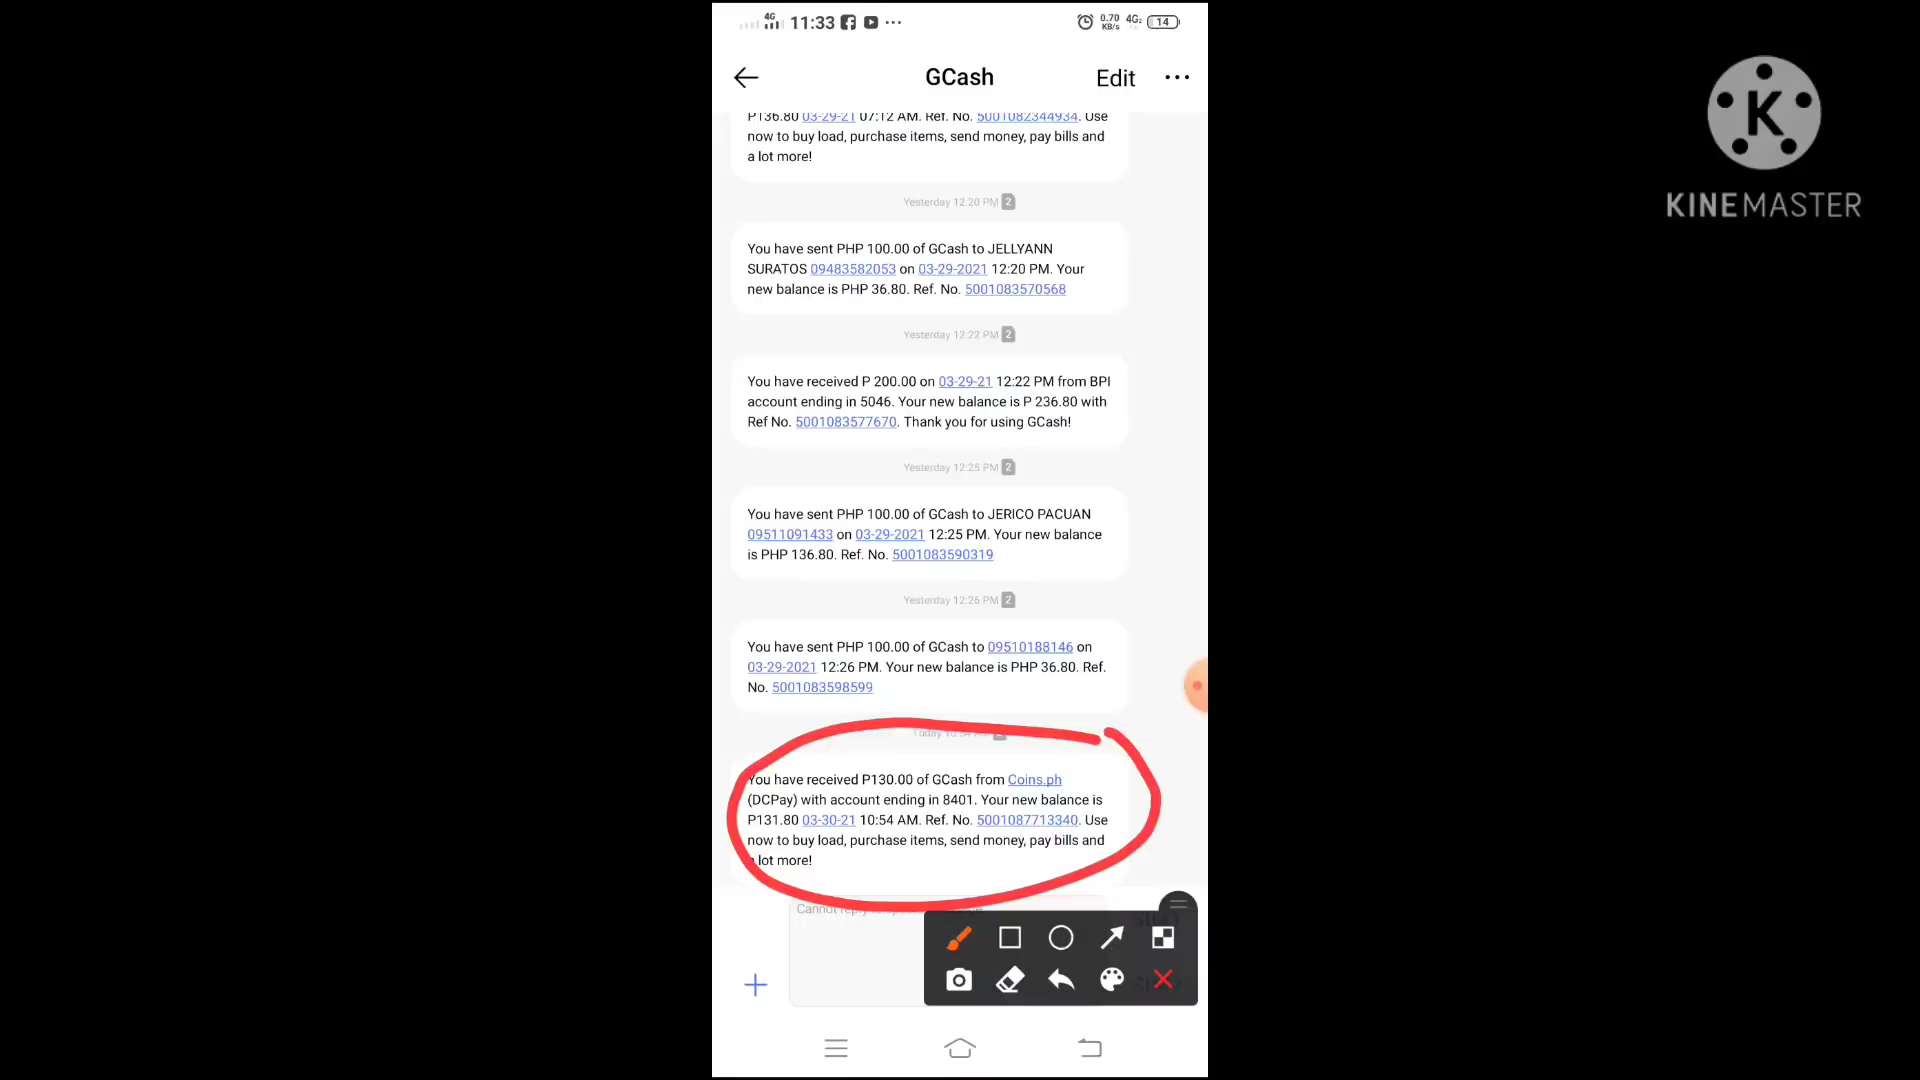 4G 11:33 ··· 0.70 KB/s 4G₂ 14
GCash Edit
P136.80 03-29-21 07:12 AM. Ref. No. 5001082344934. Use
now to buy load, purchase items, send money, pay bills and
a lot more!
Yesterday 12:20 PM 2
You have sent PHP 100.00 of GCash to JELLYANN
SURATOS 09483582053 on 03-29-2021 12:20 PM. Your
new balance is PHP 36.80. Ref. No. 5001083570568
Yesterday 12:22 PM 2
You have received P 200.00 on 03-29-21 12:22 PM from BPI
account ending in 5046. Your new balance is P 236.80 with
Ref No. 5001083577670. Thank you for using GCash!
Yesterday 12:25 PM 2
You have sent PHP 100.00 of GCash to JERICO PACUAN
09511091433 on 03-29-2021 12:25 PM. Your new balance
is PHP 136.80. Ref. No. 5001083590319
Yesterday 12:26 PM 2
You have sent PHP 100.00 of GCash to 09510188146 on
03-29-2021 12:26 PM. Your new balance is PHP 36.80. Ref.
No. 5001083598599
Today
You have received P130.00 of GCash from Coins.ph
(DCPay) with account ending in 8401. Your new balance is
P131.80 03-30-21 10:54 AM. Ref. No. 5001087713340. Use
now to buy load, purchase items, send money, pay bills and
a lot more!
Cannot reply
K
KINEMASTER